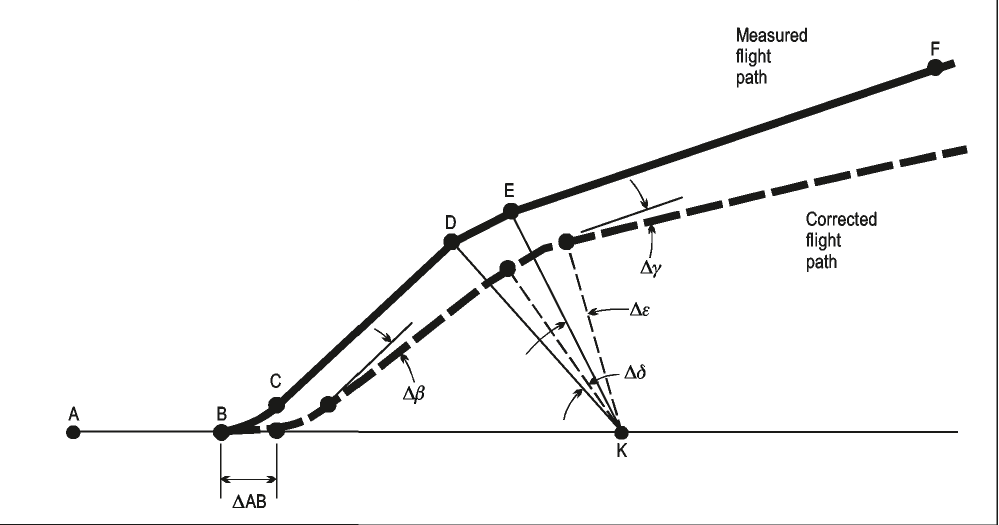 Measured
flight
path
F
E
D
Corrected
flight
path
Δγ
Δε
C
Δδ
Δβ
A
B
K
ΔAB